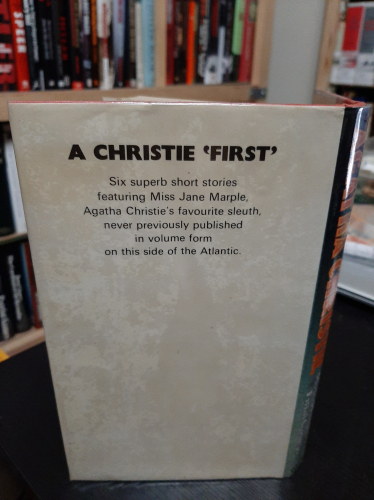 A CHRISTIE ‘FIRST’
Six superb short stories
featuring Miss Jane Marple,
Agatha Christie's favourite sleuth,
never previously published
in volume form
on this side of the Atlantic.